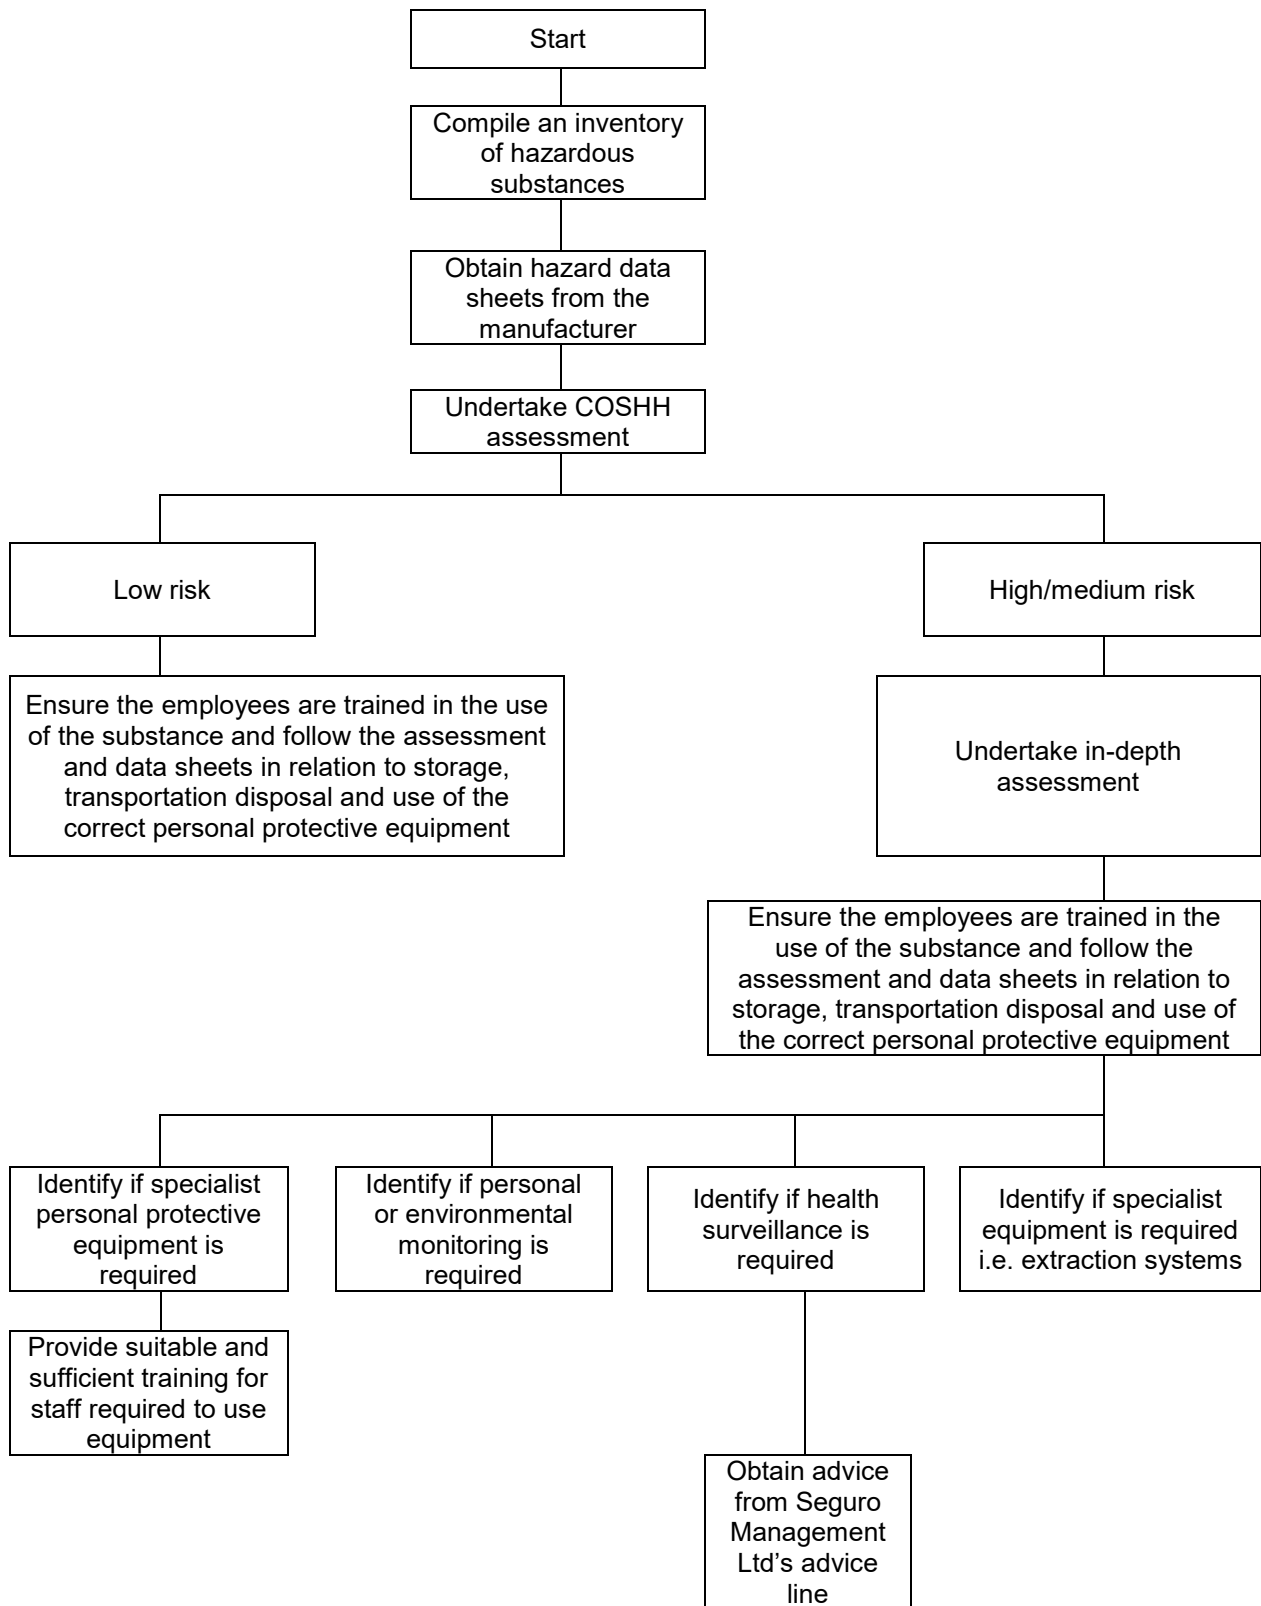 Start
Compile an inventory
of hazardous
substances
Obtain hazard data
sheets from the
manufacturer
Undertake COSHH
assessment
Low risk
High/medium risk
Ensure the employees are trained in the use
of the substance and follow the assessment
and data sheets in relation to storage,
transportation disposal and use of the
correct personal protective equipment
Undertake in-depth
assessment
Ensure the employees are trained in the
use of the substance and follow the
assessment and data sheets in relation to
storage, transportation disposal and use of
the correct personal protective equipment
Identify if specialist
personal protective
equipment is
required
Identify if personal
or environmental
monitoring is
required
Identify if health
surveillance is
required
Identify if specialist
equipment is required
i.e. extraction systems
Provide suitable and
sufficient training for
staff required to use
equipment
Obtain advice
from Seguro
Management
Ltd’s advice
line